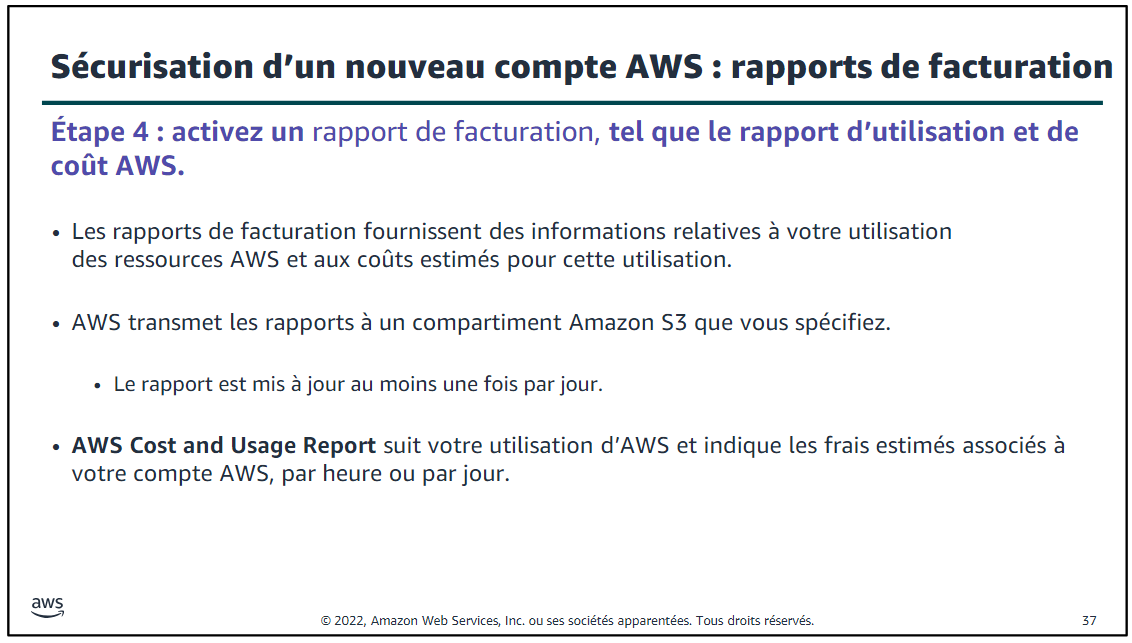 Sécurisation d’un nouveau compte AWS : rapports de facturation
Étape 4 : activez un rapport de facturation, tel que le rapport d’utilisation et de
coût AWS.
• Les rapports de facturation fournissent des informations relatives à votre utilisation
des ressources AWS et aux coûts estimés pour cette utilisation.
• AWS transmet les rapports à un compartiment Amazon S3 que vous spécifiez.
• Le rapport est mis à jour au moins une fois par jour.
• AWS Cost and Usage Report suit votre utilisation d’AWS et indique les frais estimés associés à
votre compte AWS, par heure ou par jour.
aws
© 2022, Amazon Web Services, Inc. ou ses sociétés apparentées. Tous droits réservés.
37